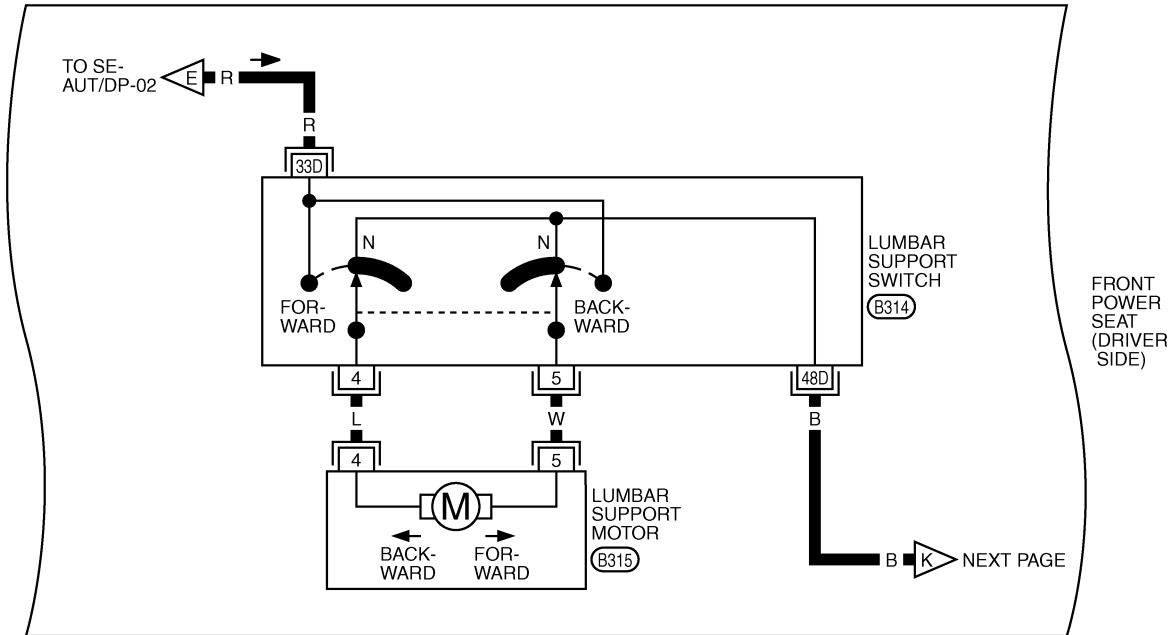 TO SE-
AUT/DP-02
E
R
R
33D
N
N
FOR-
WARD
BACK-
WARD
LUMBAR
SUPPORT
SWITCH
B314
FRONT
POWER
SEAT
(DRIVER
SIDE)
4
5
48D
L
W
B
4
5
M
BACK-
WARD
FOR-
WARD
LUMBAR
SUPPORT
MOTOR
B315
B
K
NEXT PAGE